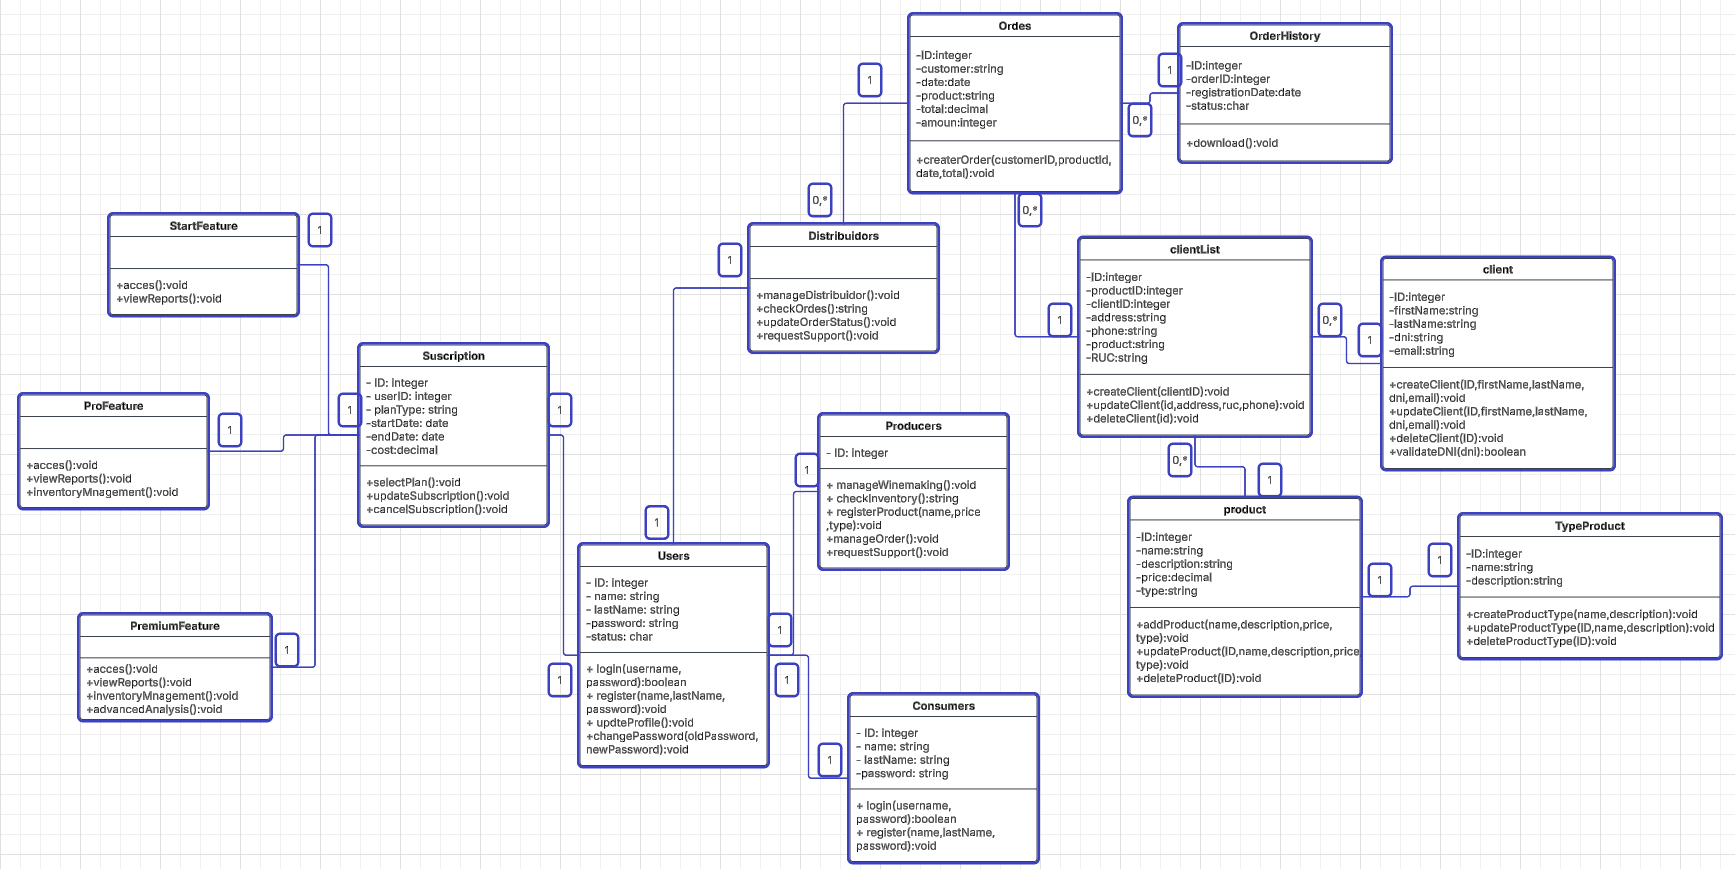 Ordes
-ID:integer
-customer:string
-date:date
-product:string
-total:decimal
-amoun:integer
+createrOrder(customerID,productId,
date,total):void
1
0,*
1
OrderHistory
-ID:integer
-orderID:integer
-registrationDate:date
-status:char
+download():void
0,*
0,*
1
Distribuidors
+manageDistribuidor():void
+checkOrdes():string
+updateOrderStatus():void
+requestSupport():void
1
clientList
-ID:integer
-productID:integer
-clientID:integer
-address:string
-phone:string
-product:string
-RUC:string
+createClient(clientID):void
+updateClient(id,address,ruc,phone):void
+deleteClient(id):void
0,*
1
client
-ID:integer
-firstName:string
-lastName:string
-dni:string
-email:string
+createClient(ID,firstName,lastName,
dni,email):void
+updateClient(ID,firstName,lastName,
dni,email):void
+deleteClient(ID):void
+validateDNI(dni):boolean
StartFeature
+acces():void
+viewReports():void
1
Suscription
- ID: integer
- userID: integer
- planType: string
-startDate: date
-endDate: date
-cost:decimal
+selectPlan():void
+updateSubscription():void
+cancelSubscription():void
1
1
ProFeature
+acces():void
+viewReports():void
+inventoryMnagement():void
1
PremiumFeature
+acces():void
+viewReports():void
+inventoryMnagement():void
+advancedAnalysis():void
1
Producers
- ID: integer
+ manageWinemaking():void
+ checkInventory():string
+ registerProduct(name,price
,type):void
+manageOrder():void
+requestSupport():void
1
1
Users
- ID: integer
- name: string
- lastName: string
-password: string
-status: char
+ login(username,
password):boolean
+ register(name,lastName,
password):void
+ updteProfile():void
+changePassword(oldPassword,
newPassword):void
1
1
1
1
Consumers
- ID: integer
- name: string
- lastName: string
-password: string
+ login(username,
password):boolean
+ register(name,lastName,
password):void
0,*
1
product
-ID:integer
-name:string
-description:string
-price:decimal
-type:string
+addProduct(name,description,price,
type):void
+updateProduct(ID,name,description,price
type):void
+deleteProduct(ID):void
1
1
TypeProduct
-ID:integer
-name:string
-description:string
+createProductType(name,description):void
+updateProductType(ID,name,description):void
+deleteProductType(ID):void